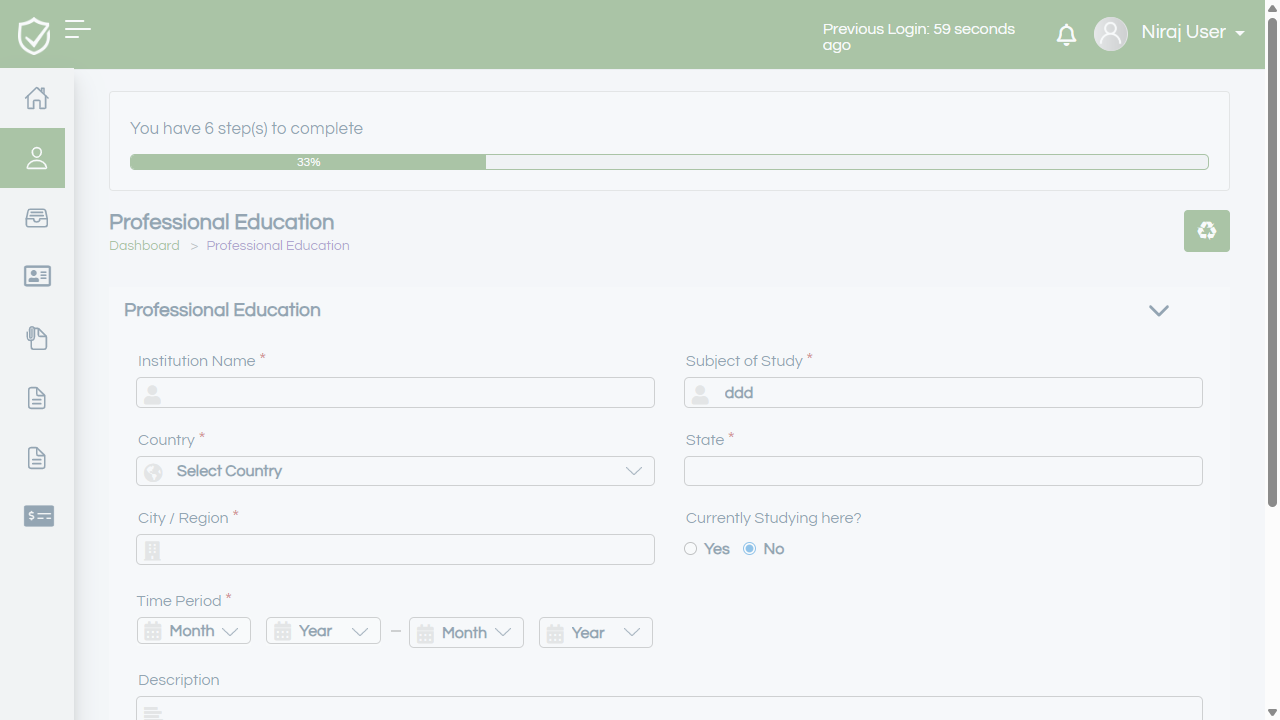 Previous Login: 59 seconds
ago
Niraj User
You have 6 step(s) to complete
33%
Professional Education
Dashboard > Professional Education
Professional Education
Institution Name *
Subject of Study *
ddd
Country *
State *
Select Country
City / Region *
Currently Studying here?
Yes No
Time Period *
Month Year – Month Year
Description